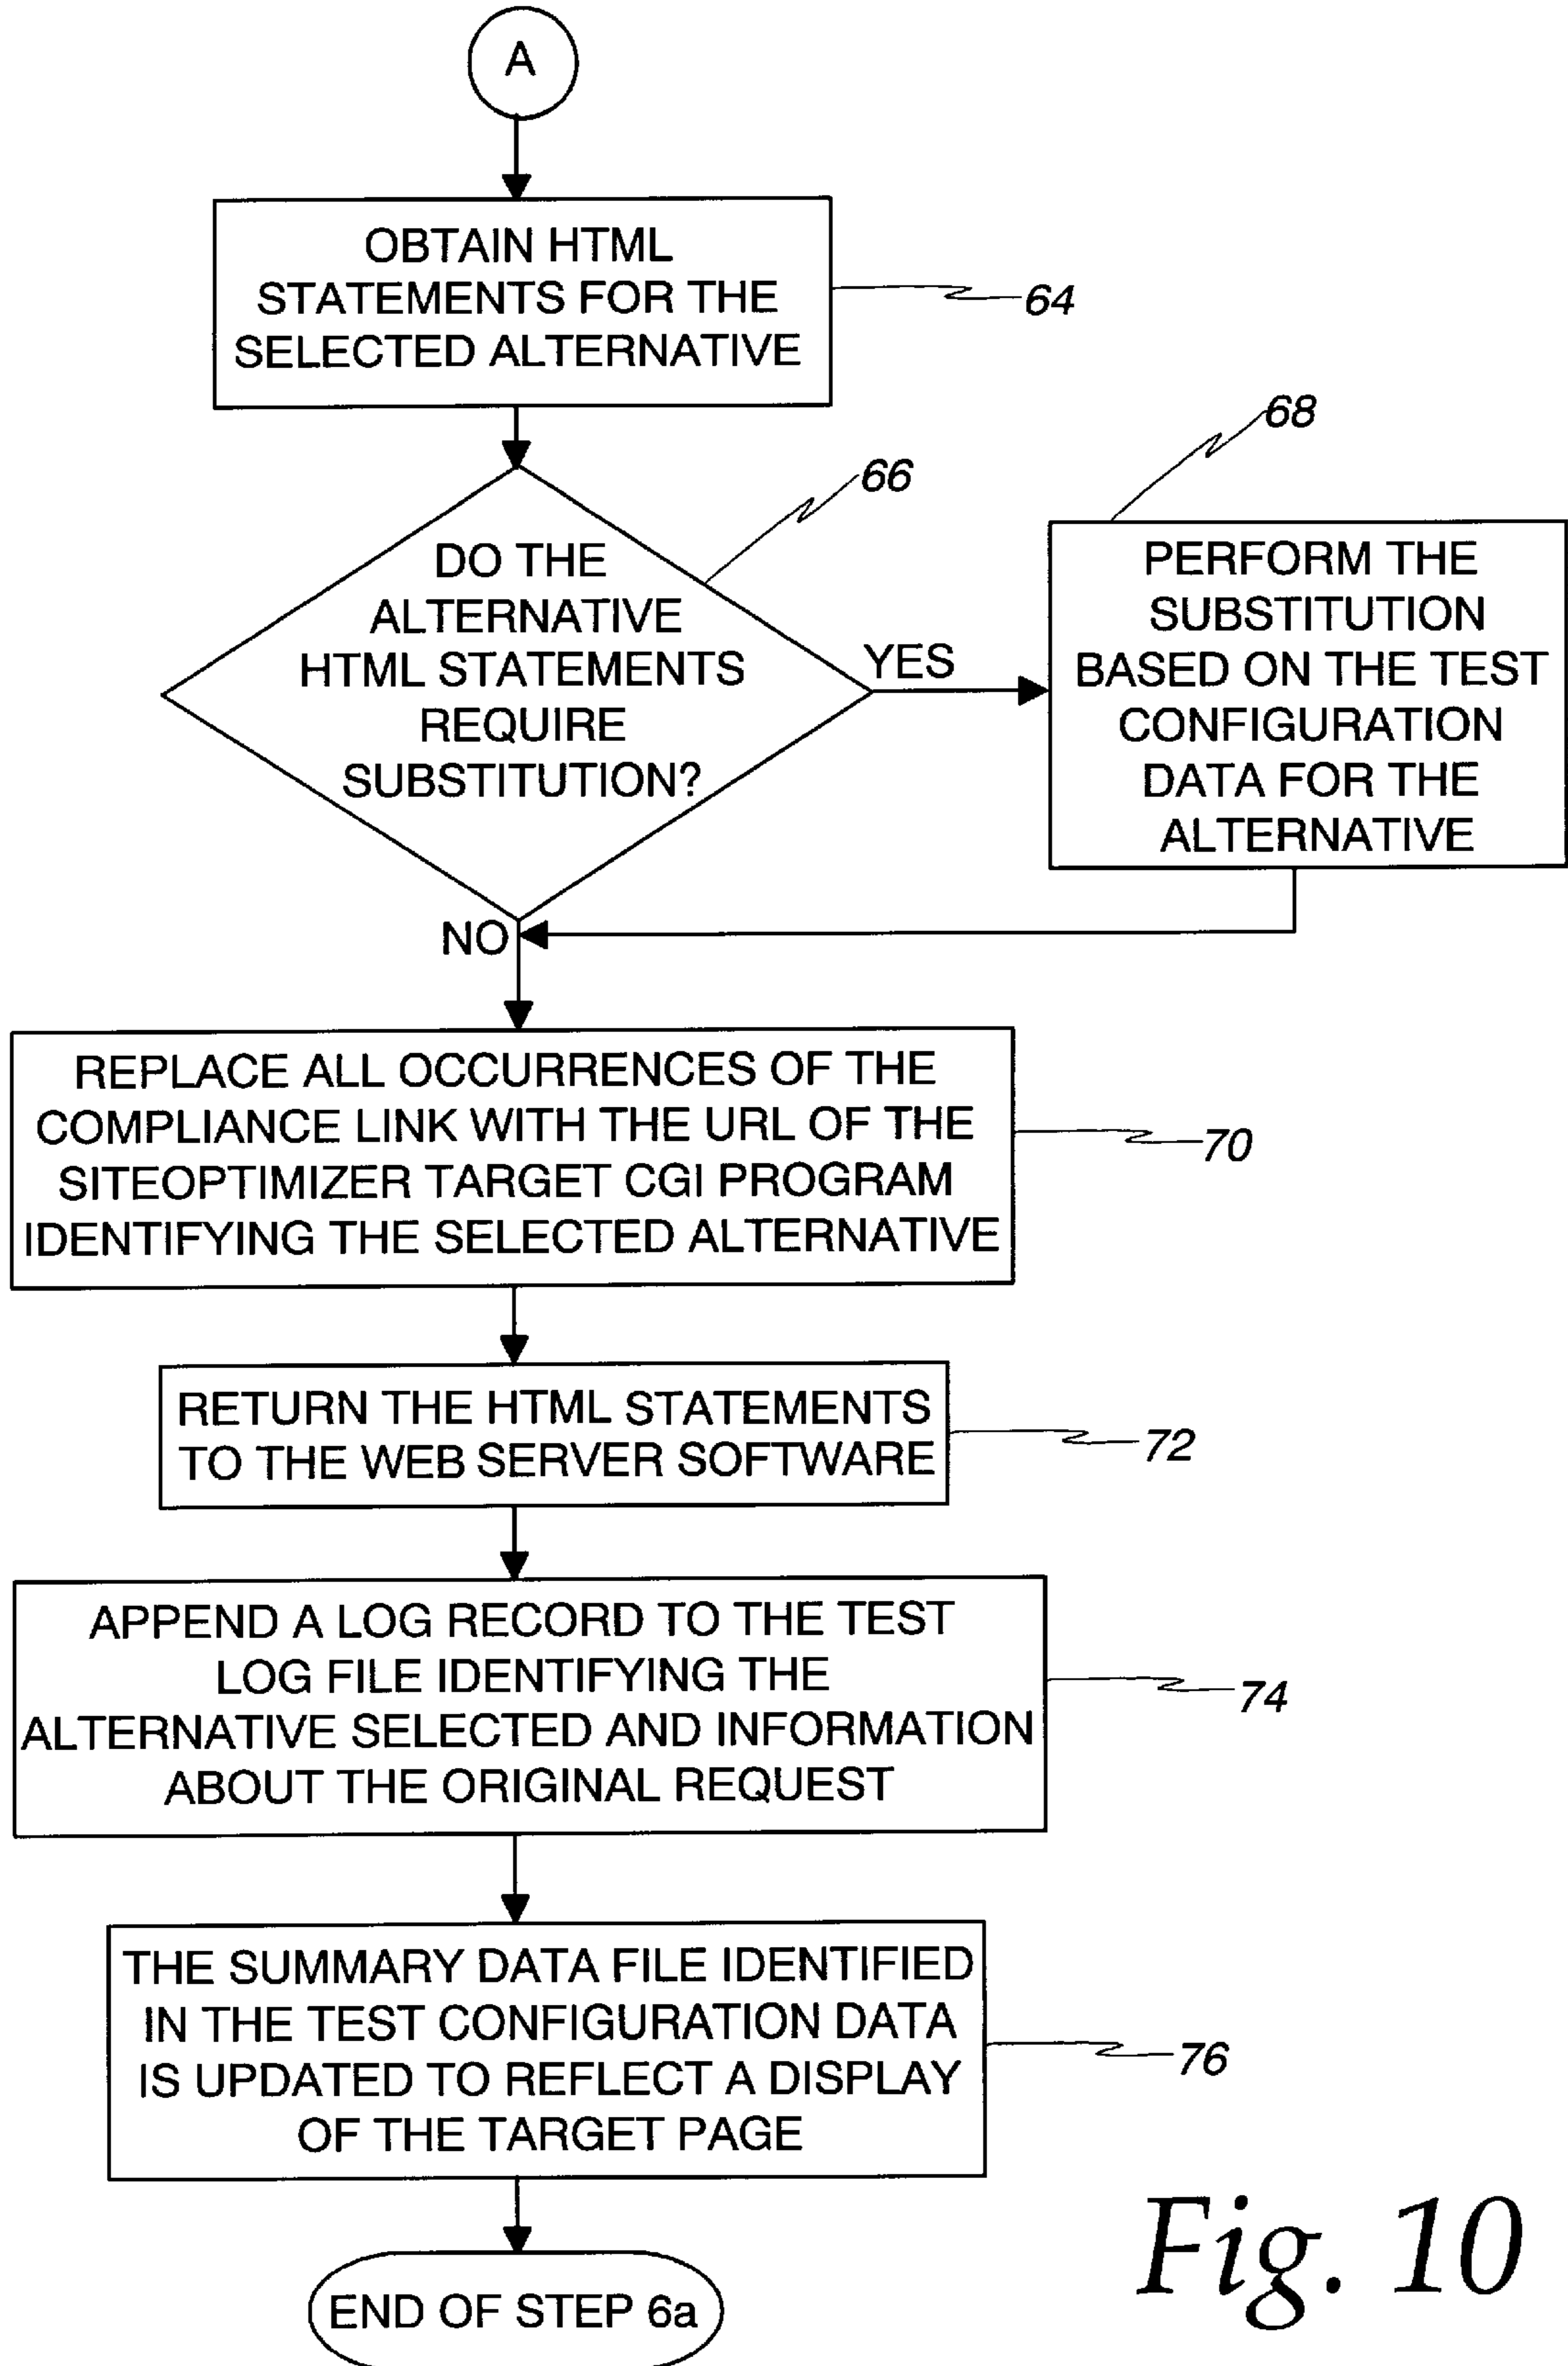 A
OBTAIN HTML
STATEMENTS FOR THE
SELECTED ALTERNATIVE
64
66
DO THE
ALTERNATIVE
HTML STATEMENTS
REQUIRE
SUBSTITUTION?
YES
68
PERFORM THE
SUBSTITUTION
BASED ON THE TEST
CONFIGURATION
DATA FOR THE
ALTERNATIVE
NO
REPLACE ALL OCCURRENCES OF THE
COMPLIANCE LINK WITH THE URL OF THE
SITEOPTIMIZER TARGET CGI PROGRAM
IDENTIFYING THE SELECTED ALTERNATIVE
70
RETURN THE HTML STATEMENTS
TO THE WEB SERVER SOFTWARE
72
APPEND A LOG RECORD TO THE TEST
LOG FILE IDENTIFYING THE
ALTERNATIVE SELECTED AND INFORMATION
ABOUT THE ORIGINAL REQUEST
74
THE SUMMARY DATA FILE IDENTIFIED
IN THE TEST CONFIGURATION DATA
IS UPDATED TO REFLECT A DISPLAY
OF THE TARGET PAGE
76
END OF STEP 6a
Fig. 10